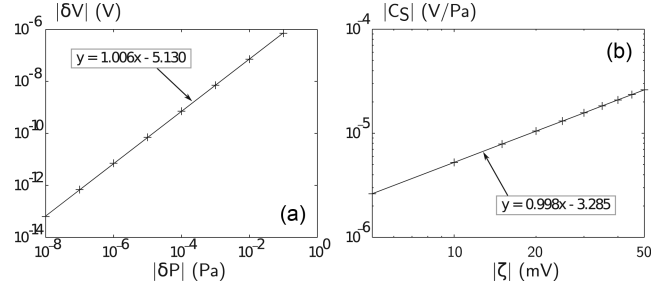 |δV| (V)
10⁻⁶
10⁻⁸
10⁻¹⁰
10⁻¹²
10⁻¹⁴
y = 1.006x - 5.130
(a)
10⁻⁸ 10⁻⁶ 10⁻⁴ 10⁻² 10⁰
|δP| (Pa)
|C_S| (V/Pa)
10⁻⁴
10⁻⁵
10⁻⁶
(b)
y = 0.998x - 3.285
10 20 30 40 50
|ζ| (mV)